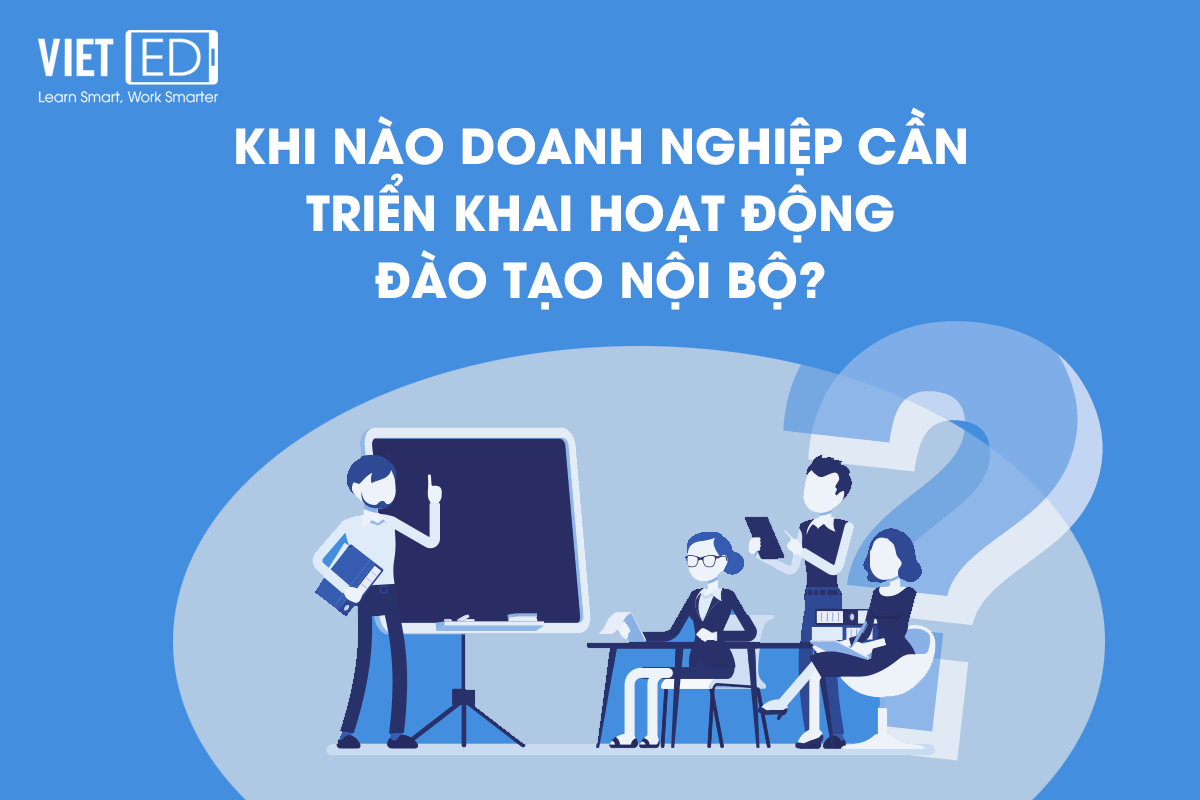 VIET ED
Learn Smart, Work Smarter
KHI NÀO DOANH NGHIỆP CẦN
TRIỂN KHAI HOẠT ĐỘNG
ĐÀO TẠO NỘI BỘ?